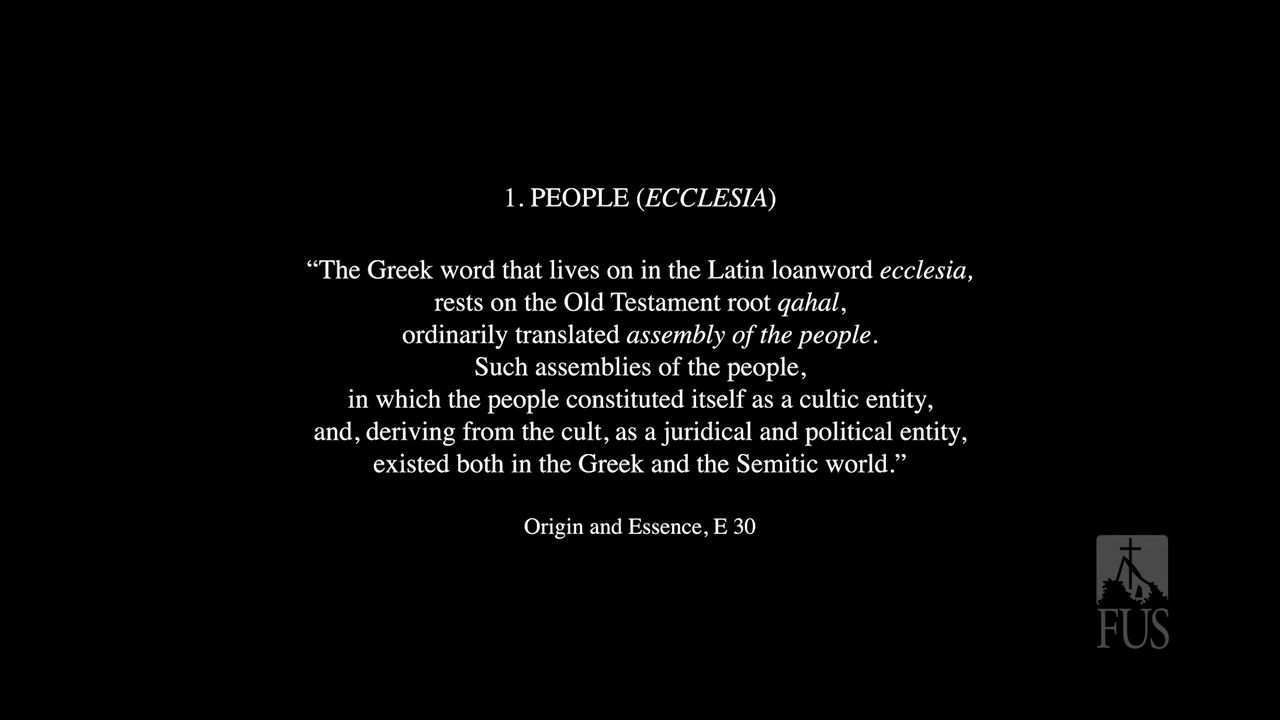 1. PEOPLE (ECCLESIA)
“The Greek word that lives on in the Latin loanword ecclesia,
rests on the Old Testament root qahal,
ordinarily translated assembly of the people.
Such assemblies of the people,
in which the people constituted itself as a cultic entity,
and, deriving from the cult, as a juridical and political entity,
existed both in the Greek and the Semitic world.”
Origin and Essence, E 30
FUS